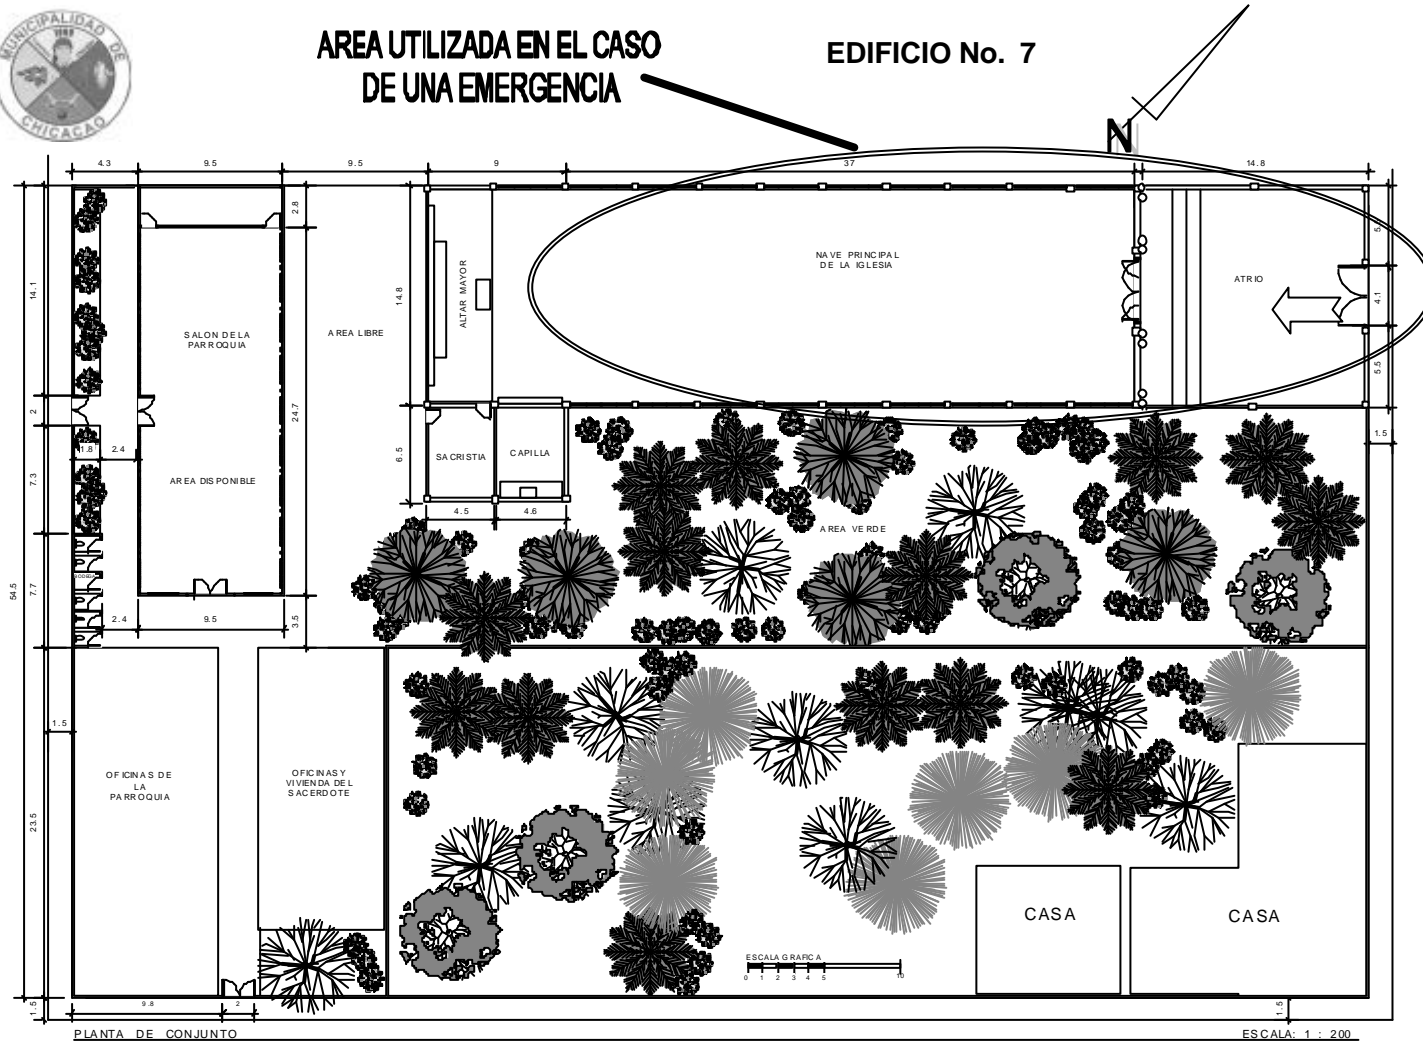 MUNICIPALIDAD DE
CHICACAO
AREA UTILIZADA EN EL CASO
DE UNA EMERGENCIA
EDIFICIO No. 7
N
4.3
9.5
9.5
9
37
14.8
2.8
14.1
14.8
24.7
54.5
2
7.3
7.7
1.8
2.4
6.5
4.1
5.5
1.5
SALON DE LA
PARROQUIA
AREA LIBRE
ALTAR MAYOR
NAVE PRINCIPAL
DE LA IGLESIA
ATRIO
AREA DISPONIBLE
SACRISTIA
CAPILLA
4.5
4.6
AREA VERDE
BODEGA
2.4
9.5
3.5
1.5
OFICINAS DE
LA
PARROQUIA
OFICINAS Y
VIVIENDA DEL
SACERDOTE
23.5
CASA
CASA
ESCALA GRAFICA
0 1 2 3 4 5 10
1.5
9.8
2
1.5
PLANTA DE CONJUNTO
ESCALA: 1 : 200